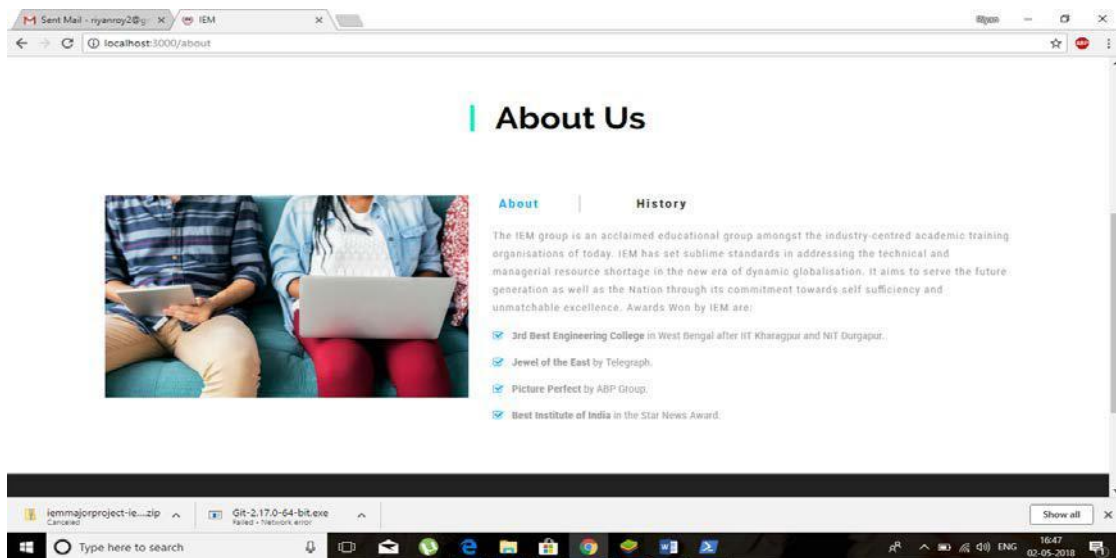 Sent Mail - riyanroy2@g
IEM
Riyan
localhost:3000/about
ABP
About Us
About
History
The IEM group is an acclaimed educational group amongst the industry-centred academic training
organisations of today. IEM has set sublime standards in addressing the technical and
managerial resource shortage in the new era of dynamic globalisation. It aims to serve the future
generation as well as the Nation through its commitment towards self sufficiency and
unmatchable excellence. Awards Won by IEM are:
3rd Best Engineering College in West Bengal after IIT Kharagpur and NIT Durgapur.
Jewel of the East by Telegraph.
Picture Perfect by ABP Group.
Best Institute of India in the Star News Award.
iemmajorproject-ie....zip
Canceled
Git-2.17.0-64-bit.exe
Failed - Network error
Show all
Type here to search
ENG
16:47
02-05-2018